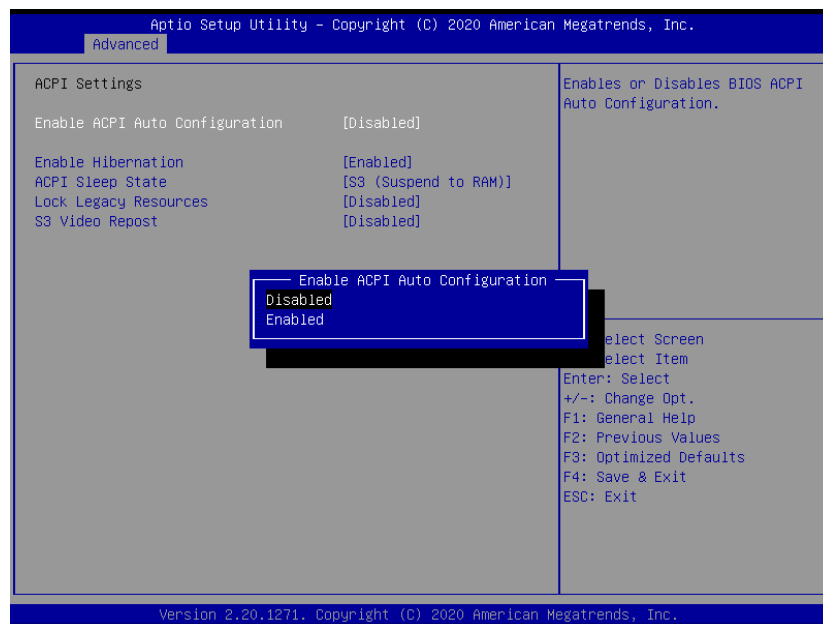 Aptio Setup Utility – Copyright (C) 2020 American Megatrends, Inc.
Advanced
ACPI Settings
Enable ACPI Auto Configuration [Disabled]
Enable Hibernation [Enabled]
ACPI Sleep State [S3 (Suspend to RAM)]
Lock Legacy Resources [Disabled]
S3 Video Repost [Disabled]
Enable ACPI Auto Configuration
Disabled
Enabled
Enables or Disables BIOS ACPI
Auto Configuration.
elect Screen
elect Item
Enter: Select
+/-: Change Opt.
F1: General Help
F2: Previous Values
F3: Optimized Defaults
F4: Save & Exit
ESC: Exit
Version 2.20.1271. Copyright (C) 2020 American Megatrends, Inc.